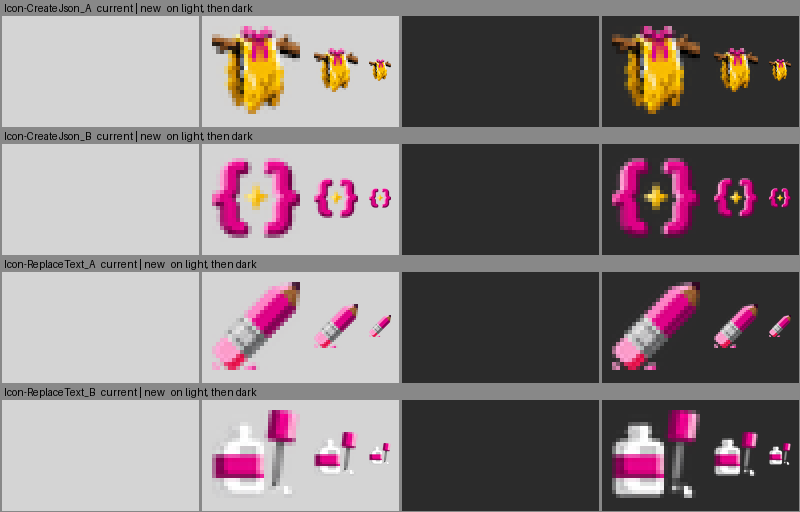 Icon-CreateJson_A current | new on light, then dark
Icon-CreateJson_B current | new on light, then dark
Icon-ReplaceText_A current | new on light, then dark
Icon-ReplaceText_B current | new on light, then dark